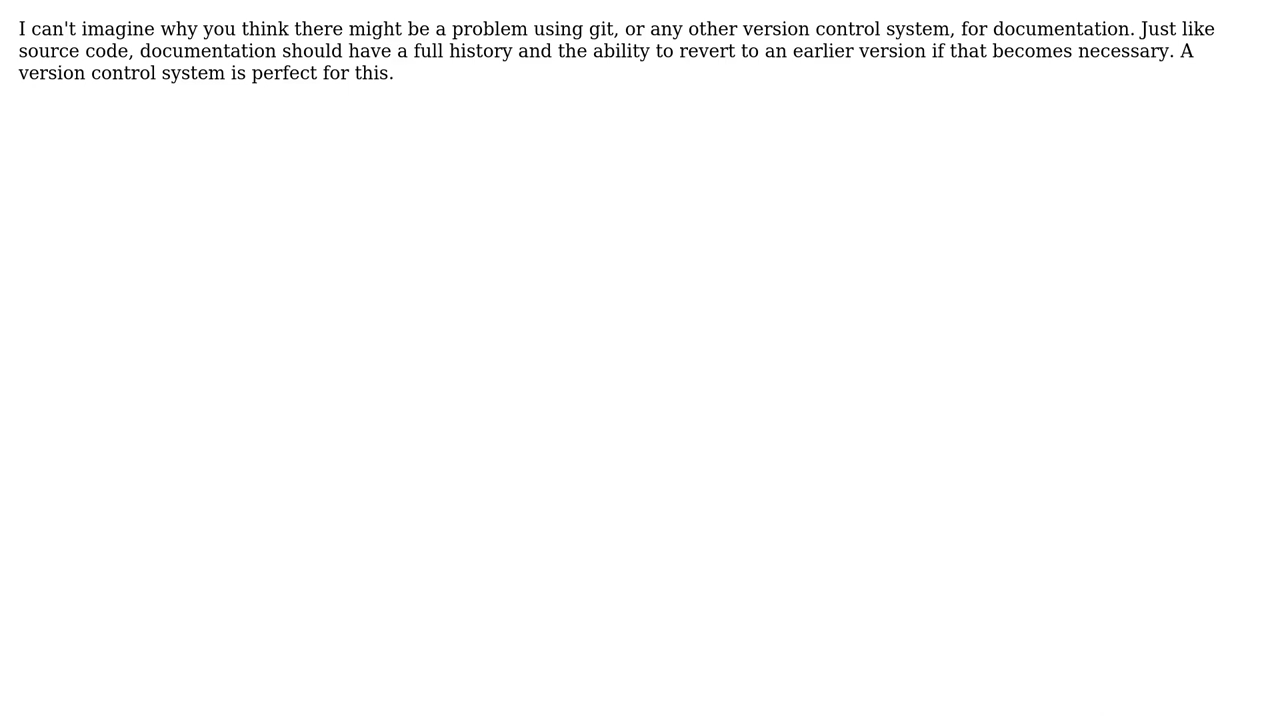 I can't imagine why you think there might be a problem using git, or any other version control system, for documentation. Just like
source code, documentation should have a full history and the ability to revert to an earlier version if that becomes necessary. A
version control system is perfect for this.